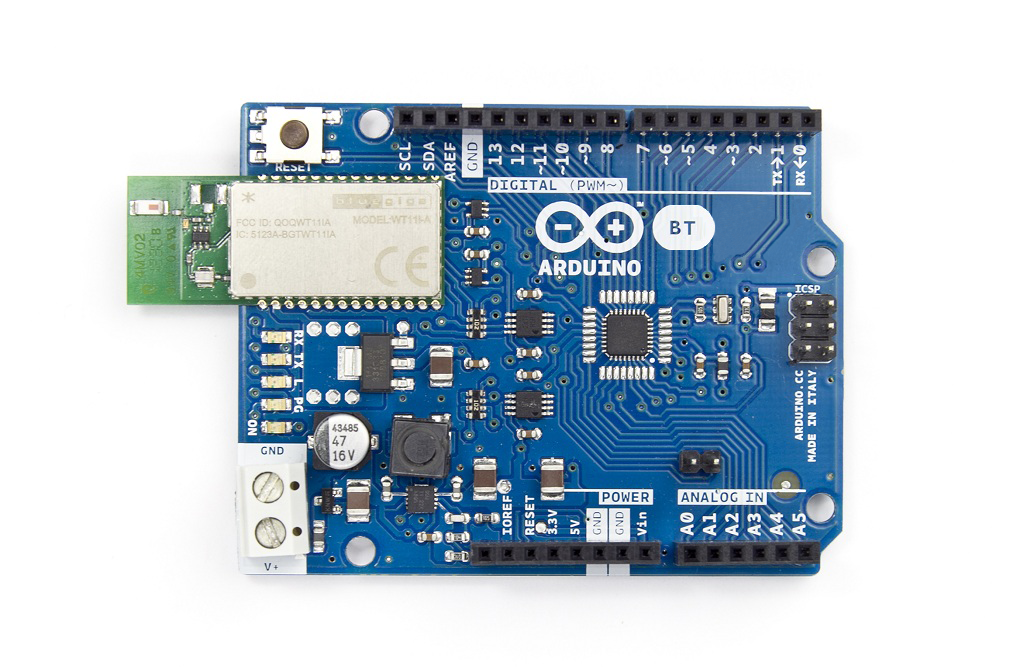 RESET
SCL
SDA
AREF
GND
13
12
~11
~10
~9
8
7
~6
~5
4
~3
2
TX→1
RX←0
DIGITAL (PWM~)
BT
ARDUINO
FCC ID: QOQWT11IA
MODEL:WT11I-A
IC: 5123A-BGTWT11IA
CE
4MV02
ICSP
RX
TX
L
PG
ON
43485
47
16V
GND
V+
ARDUINO.CC
MADE IN ITALY
POWER
ANALOG IN
IOREF
RESET
3.3V
5V
GND
GND
Vin
A0
A1
A2
A3
A4
A5